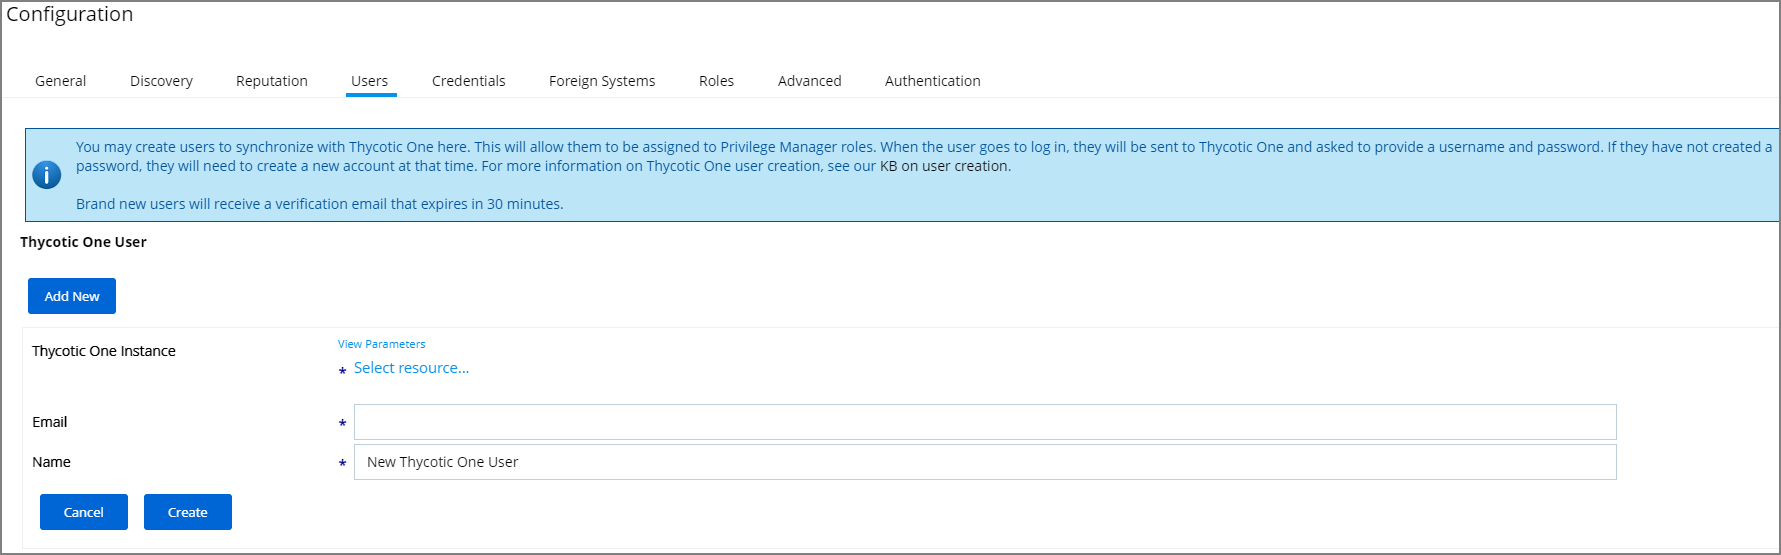 Configuration
General Discovery Reputation Users Credentials Foreign Systems Roles Advanced Authentication
You may create users to synchronize with Thycotic One here. This will allow them to be assigned to Privilege Manager roles. When the user goes to log in, they will be sent to Thycotic One and asked to provide a username and password. If they have not created a
password, they will need to create a new account at that time. For more information on Thycotic One user creation, see our KB on user creation.
Brand new users will receive a verification email that expires in 30 minutes.
Thycotic One User
Add New
View Parameters
Thycotic One Instance
* Select resource...
Email *
Name * New Thycotic One User
Cancel Create